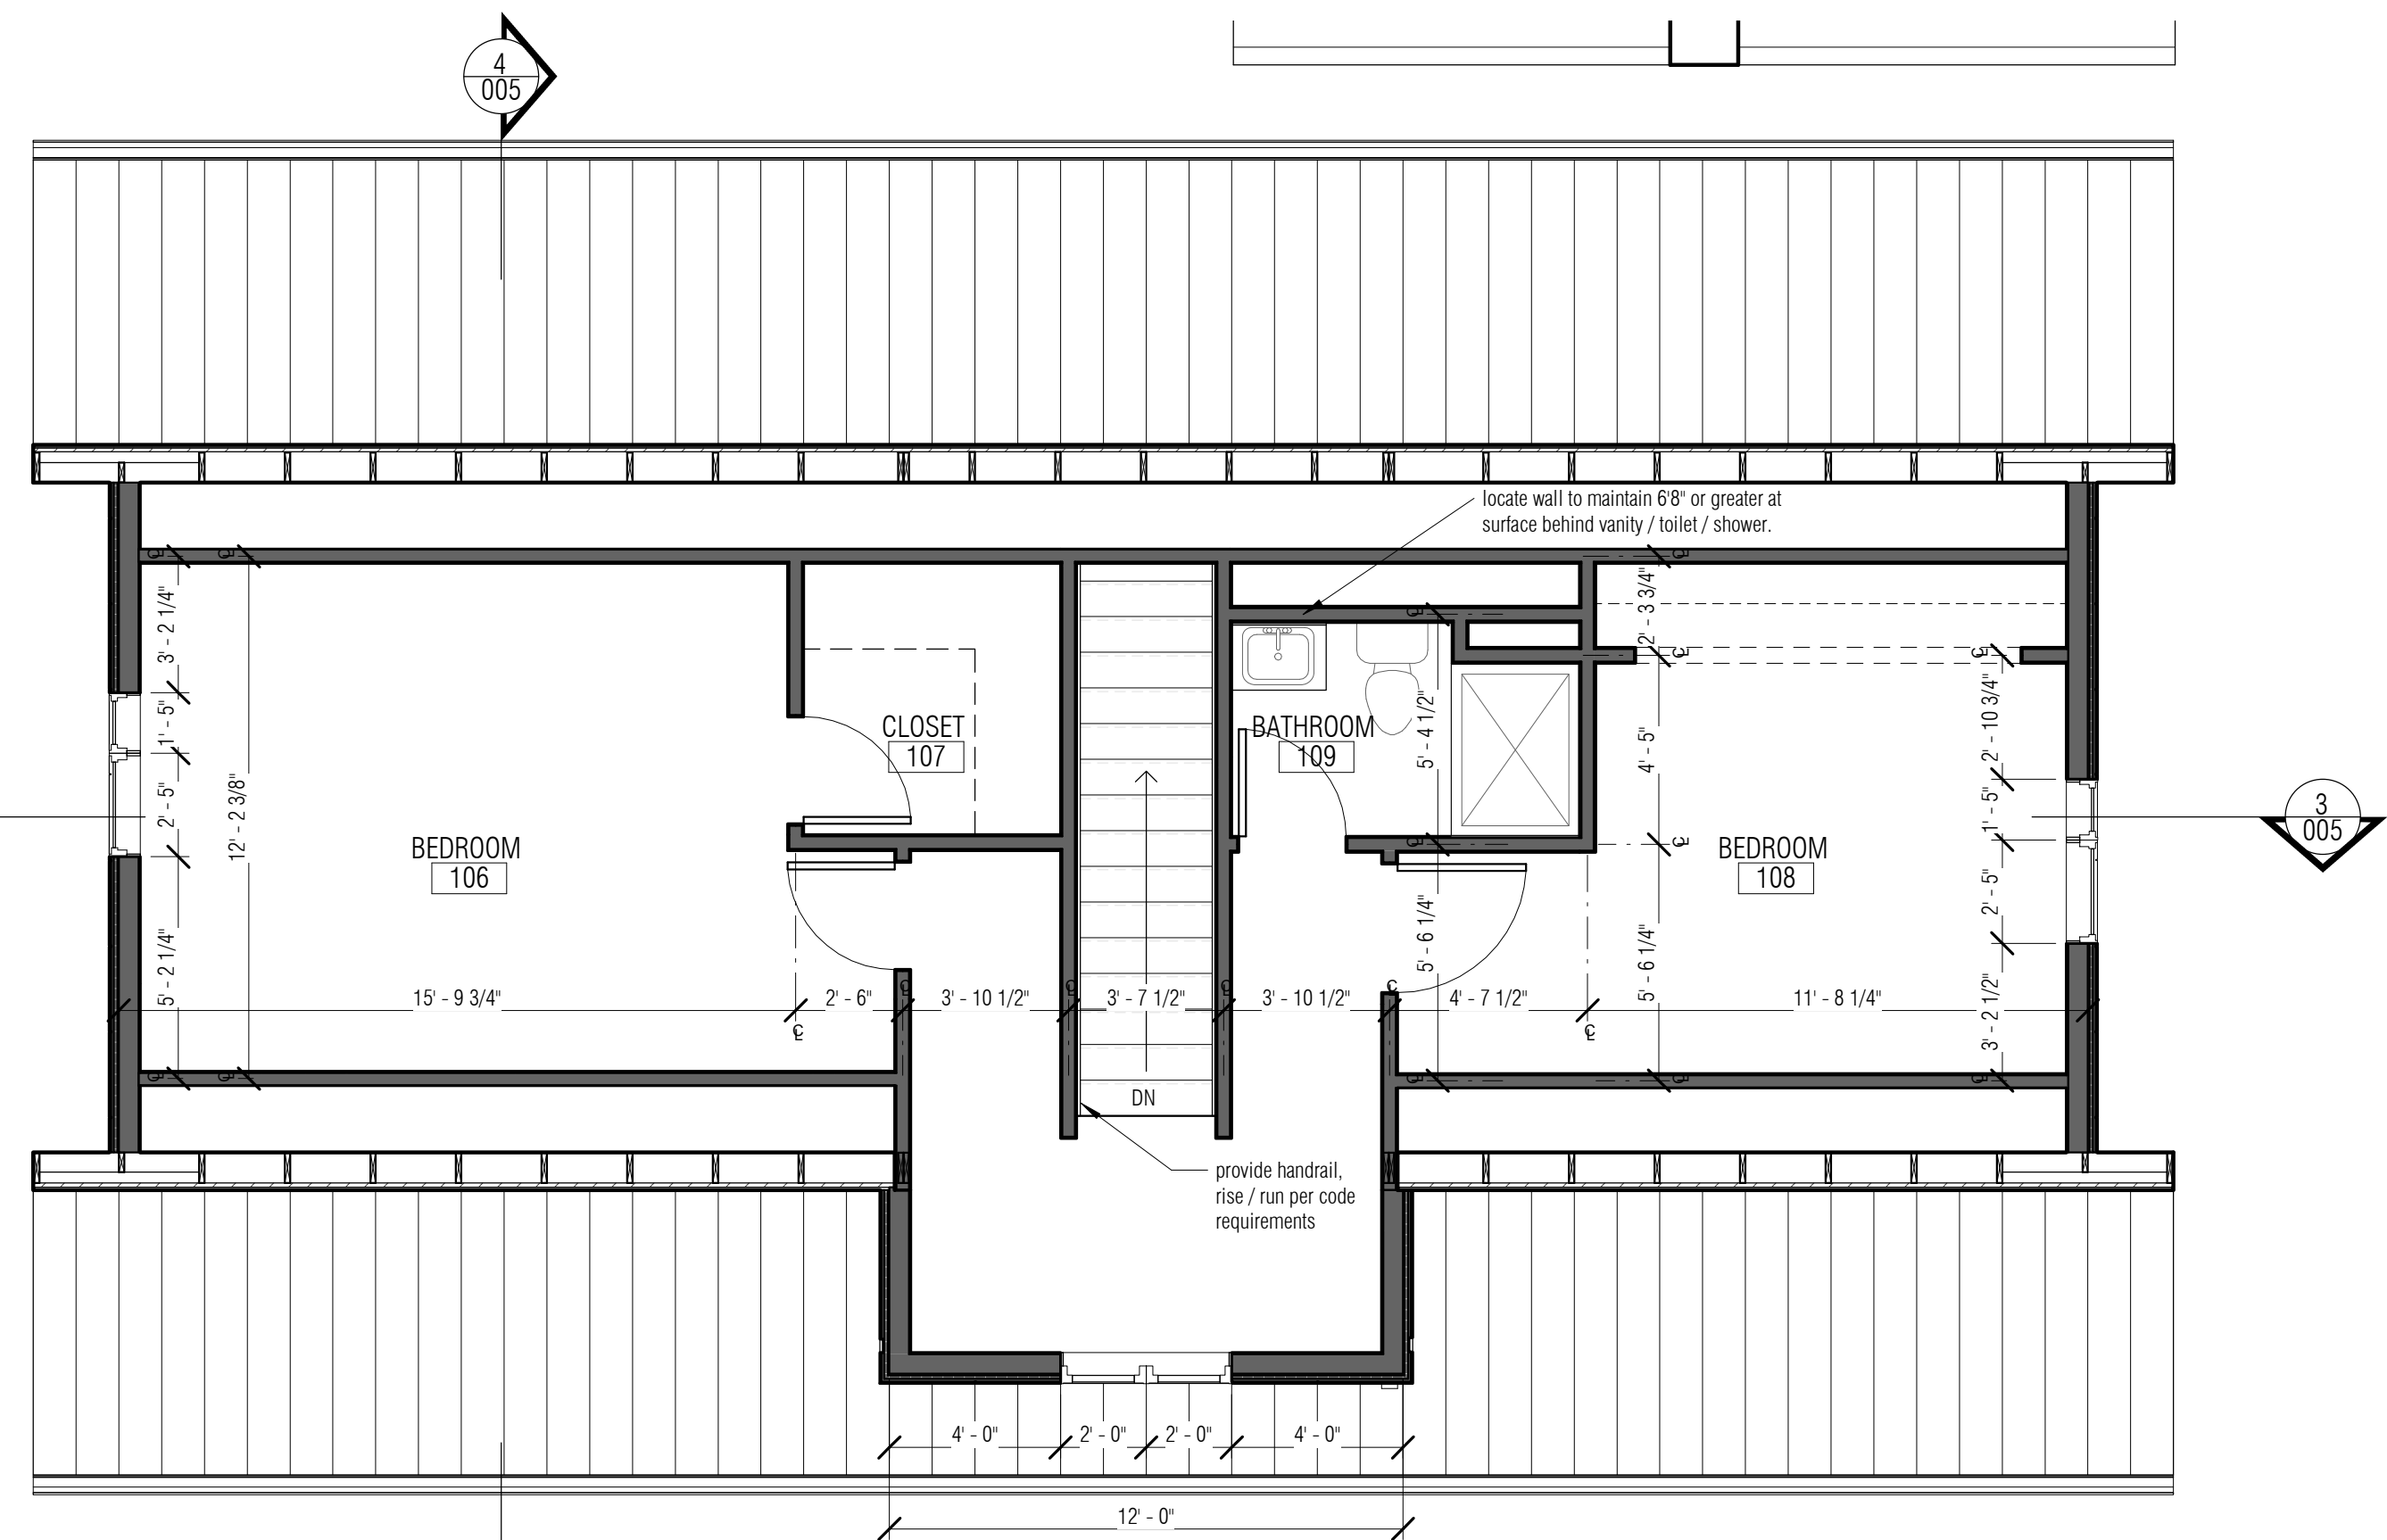 4
005
locate wall to maintain 6'8" or greater at
surface behind vanity / toilet / shower.
3' - 2 1/4"
1' - 5"
2' - 5"
5' - 2 1/4"
12' - 2 3/8"
BEDROOM
106
CLOSET
107
BATHROOM
109
5' - 4 1/2"
5' - 6 1/4"
2' - 3 3/4"
4' - 5"
5' - 6 1/4"
BEDROOM
108
2' - 10 3/4"
1' - 5"
2' - 5"
3' - 2 1/2"
3
005
15' - 9 3/4"
2' - 6"
3' - 10 1/2"
3' - 7 1/2"
3' - 10 1/2"
4' - 7 1/2"
11' - 8 1/4"
DN
provide handrail,
rise / run per code
requirements
4' - 0"
2' - 0"
2' - 0"
4' - 0"
12' - 0"